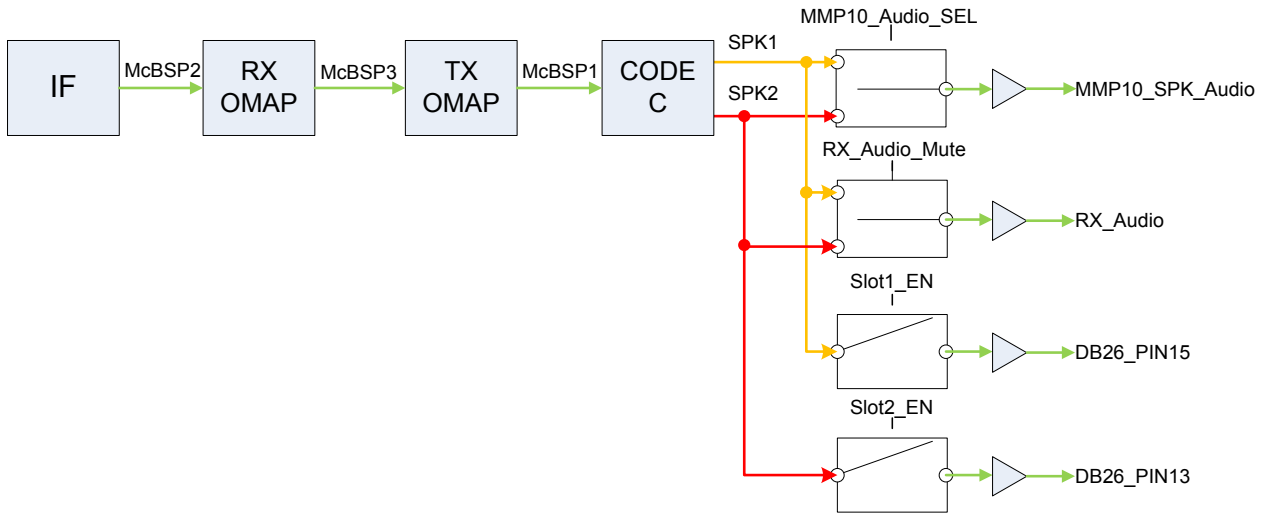 MMP10_Audio_SEL
SPK1
IF
McBSP2
RX
OMAP
McBSP3
TX
OMAP
McBSP1
CODE
C
SPK2
MMP10_SPK_Audio
RX_Audio_Mute
RX_Audio
Slot1_EN
DB26_PIN15
Slot2_EN
DB26_PIN13